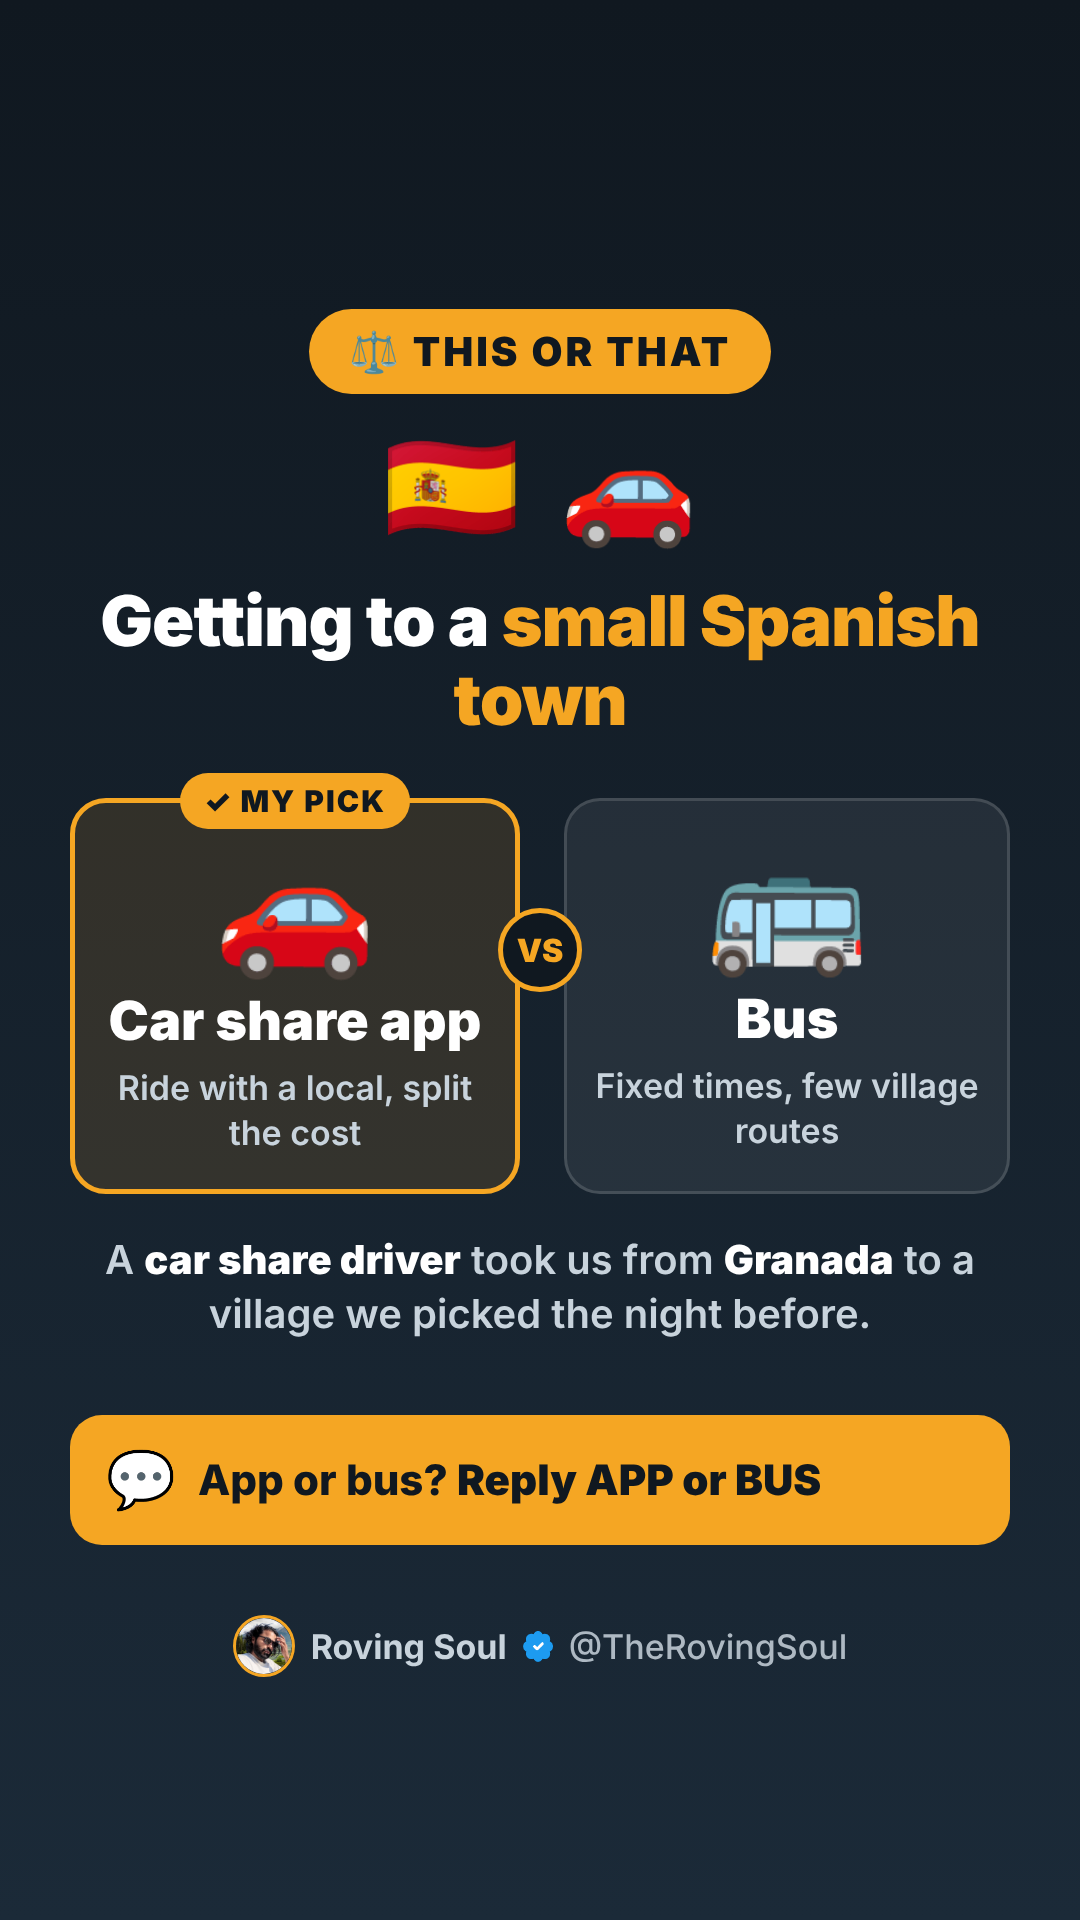 ⚖️ THIS OR THAT
Getting to a small Spanish
town
✓ MY PICK
Car share app
Ride with a local, split
the cost
VS
Bus
Fixed times, few village
routes
A car share driver took us from Granada to a
village we picked the night before.
💬 App or bus? Reply APP or BUS
Roving Soul @TheRovingSoul